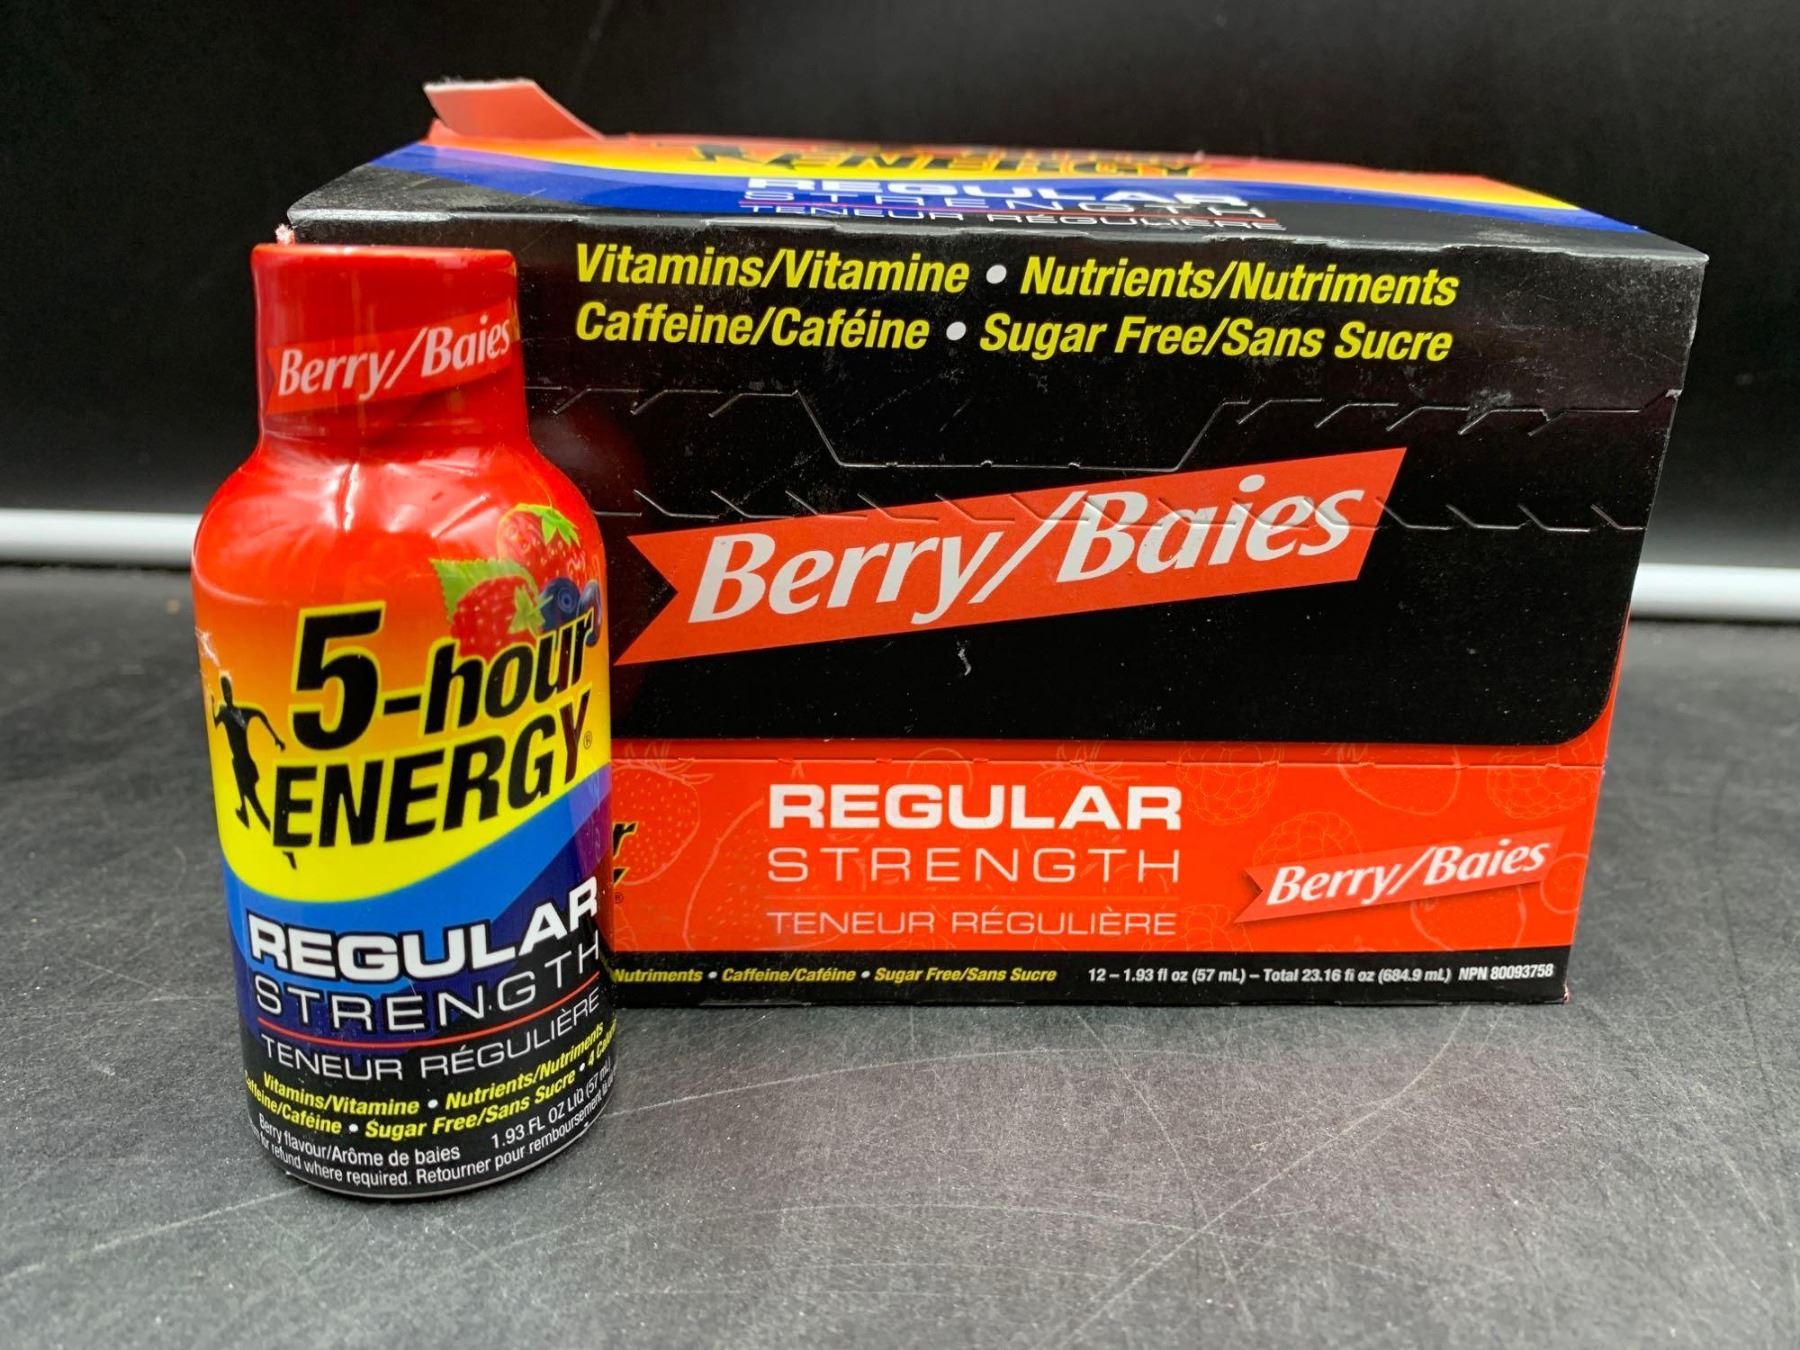 ENERGY
REGULAR
STRENGTH
TENEUR RÉGULIÈRE
Vitamins/Vitamine • Nutrients/Nutriments
Caffeine/Caféine • Sugar Free/Sans Sucre
Berry/Baies
REGULAR
STRENGTH
TENEUR RÉGULIÈRE
Berry/Baies
Nutriments • Caffeine/Caféine • Sugar Free/Sans Sucre 12 – 1.93 fl oz (57 mL) – Total 23.16 fl oz (684.9 mL) NPN 80093758
Berry/Baies
5-hour
ENERGY®
REGULAR
STRENGTH
TENEUR RÉGULIÈRE
Vitamins/Vitamine • Nutrients/Nutriments
Caffeine/Caféine • Sugar Free/Sans Sucre • 4
Berry flavour/Arôme de baies 1.93 FL OZ LIQ (57 mL)
for refund where required. Retourner pour remboursement